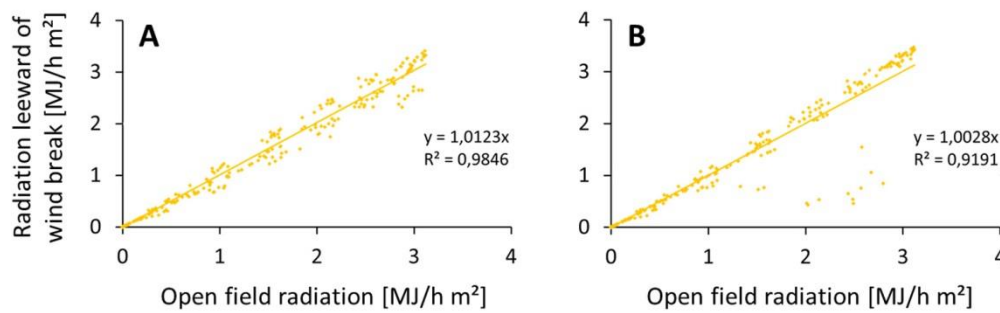 A
Radiation leeward of
wind break [MJ/h m²]
4
3
2
1
0
y = 1,0123x
R² = 0,9846
0 1 2 3 4
Open field radiation [MJ/h m²]
B
4
3
2
1
0
y = 1,0028x
R² = 0,9191
0 1 2 3 4
Open field radiation [MJ/h m²]